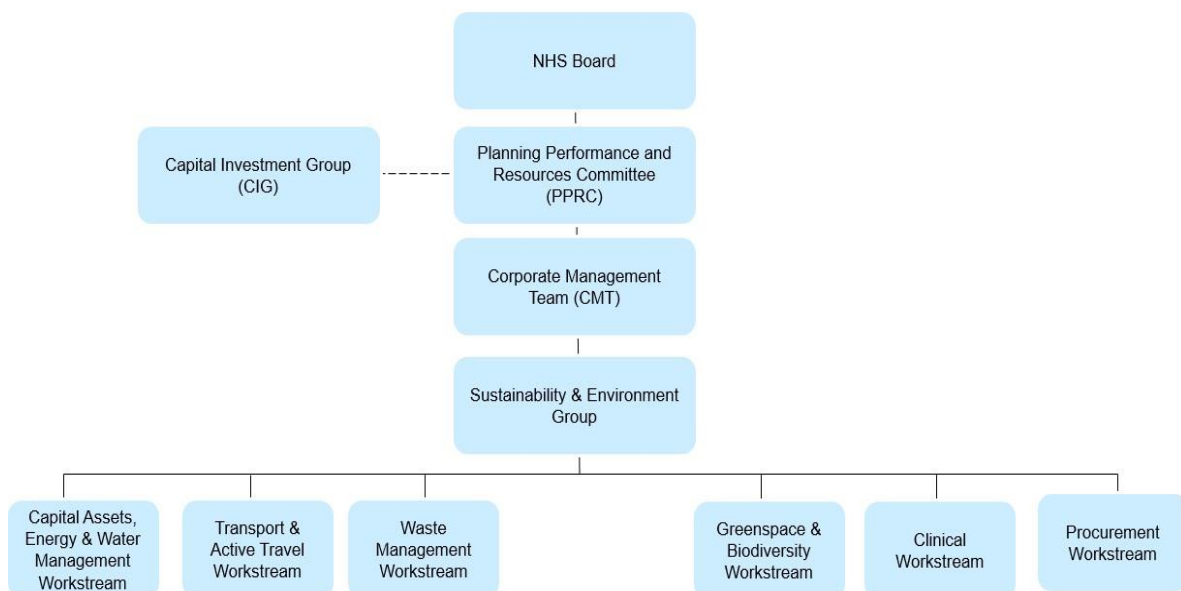 NHS Board
Capital Investment Group
(CIG)
Planning Performance and
Resources Committee
(PPRC)
Corporate Management
Team (CMT)
Sustainability & Environment
Group
Capital Assets,
Energy & Water
Management
Workstream
Transport &
Active Travel
Workstream
Waste
Management
Workstream
Greenspace &
Biodiversity
Workstream
Clinical
Workstream
Procurement
Workstream